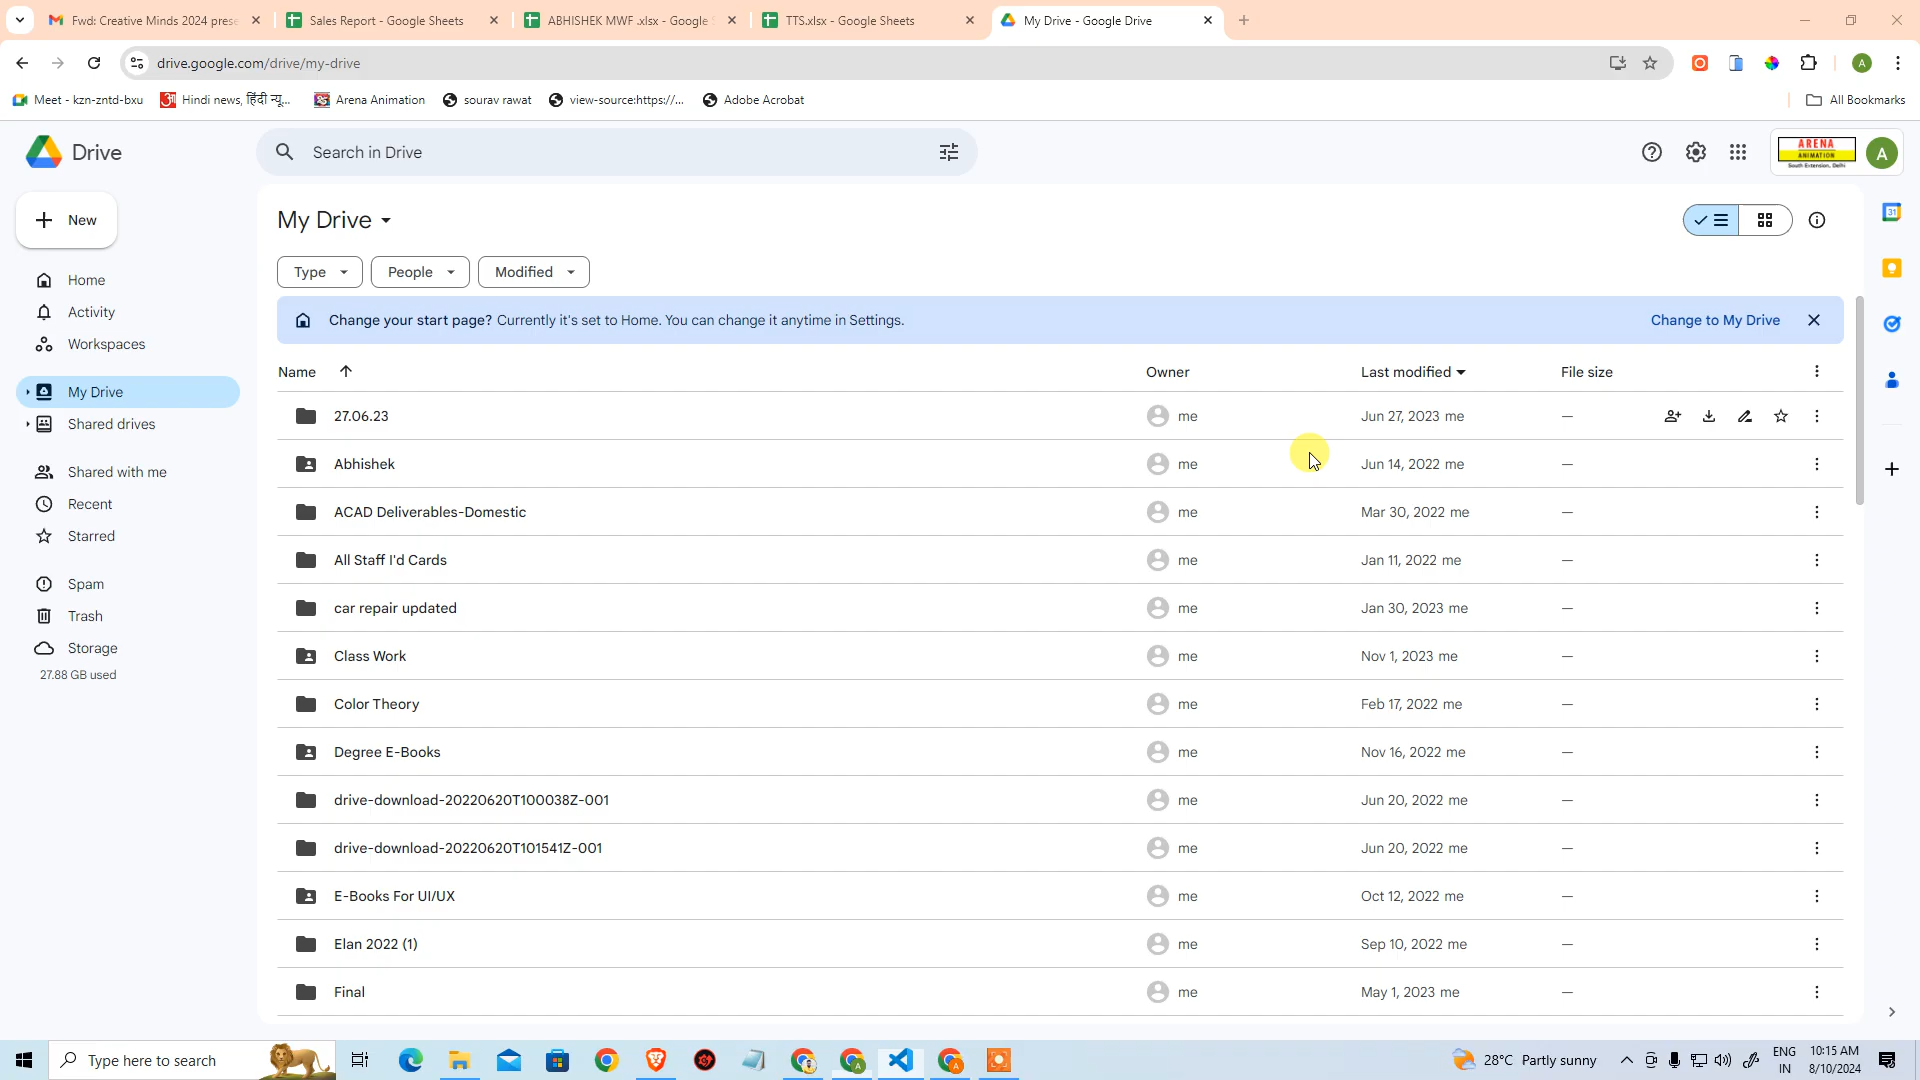 Fwd: Creative Minds 2024 prese
Sales Report - Google Sheets
ABHISHEK MWF .xlsx - Google S
TTS.xlsx - Google Sheets
My Drive - Google Drive
drive.google.com/drive/my-drive
Meet - kzn-zntd-bxu
Hindi news, हिंदी न्यू...
Arena Animation
sourav rawat
view-source:https://...
Adobe Acrobat
All Bookmarks
Drive
Search in Drive
ARENA
ANIMATION
South Extension, Delhi
A
New
My Drive
Home
Type
People
Modified
Activity
Change your start page? Currently it's set to Home. You can change it anytime in Settings.
Change to My Drive
Workspaces
Name
Owner
Last modified
File size
My Drive
27.06.23 me Jun 27, 2023 me —
Shared drives
Abhishek me Jun 14, 2022 me —
Shared with me
Recent
ACAD Deliverables-Domestic me Mar 30, 2022 me —
Starred
All Staff I'd Cards me Jan 11, 2022 me —
Spam
car repair updated me Jan 30, 2023 me —
Trash
Storage
Class Work me Nov 1, 2023 me —
27.88 GB used
Color Theory me Feb 17, 2022 me —
Degree E-Books me Nov 16, 2022 me —
drive-download-20220620T100038Z-001 me Jun 20, 2022 me —
drive-download-20220620T101541Z-001 me Jun 20, 2022 me —
E-Books For UI/UX me Oct 12, 2022 me —
Elan 2022 (1) me Sep 10, 2022 me —
Final me May 1, 2023 me —
Type here to search
28°C Partly sunny
ENG
IN
10:15 AM
8/10/2024